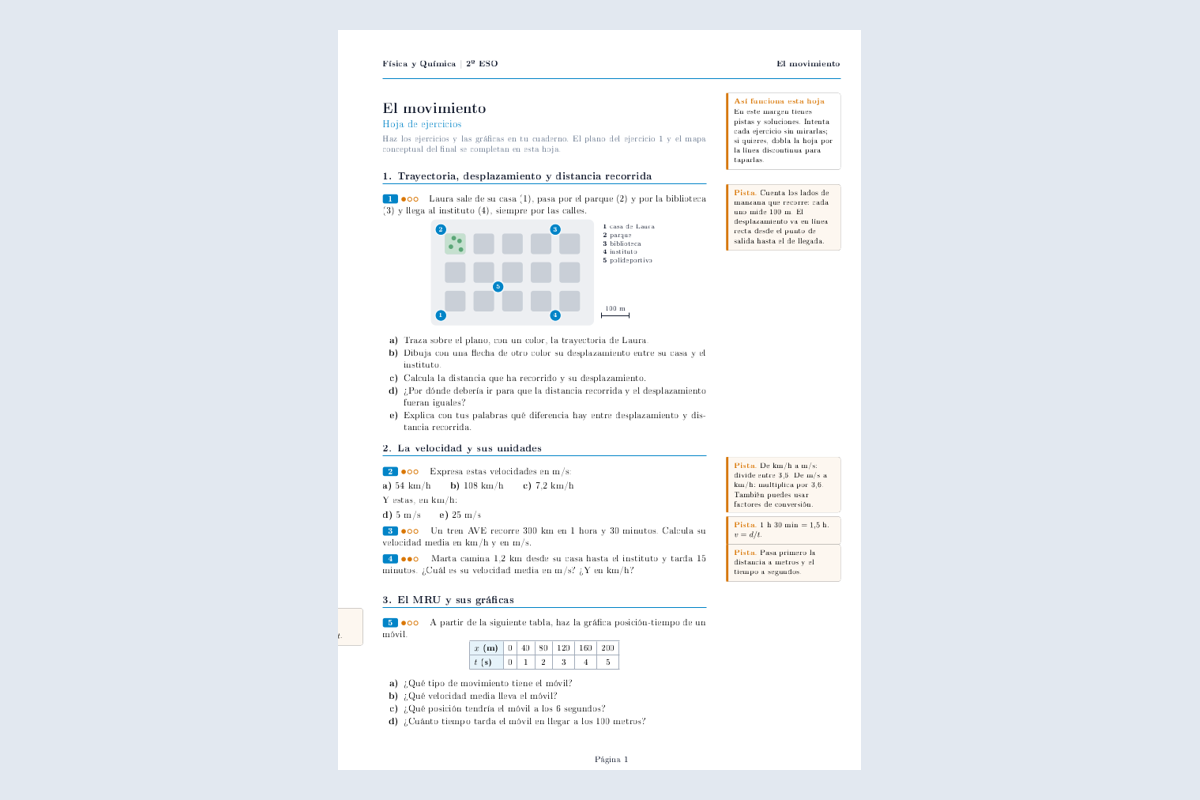 Física y Química | 2º ESO
El movimiento
El movimiento
Hoja de ejercicios
Haz los ejercicios y las gráficas en tu cuaderno. El plano del ejercicio 1 y el mapa
conceptual del final se completan en esta hoja.
Así funciona esta hoja
En este margen tienes
pistas y soluciones. Intenta
cada ejercicio sin mirarlas;
si quieres, dobla la hoja por
la línea discontinua para
taparlas.
1. Trayectoria, desplazamiento y distancia recorrida
1 Laura sale de su casa (1), pasa por el parque (2) y por la biblioteca
(3) y llega al instituto (4), siempre por las calles.
Pista. Cuenta los lados de
manzana que recorre: cada
uno mide 100 m. El
desplazamiento va en línea
recta desde el punto de
salida hasta el de llegada.
2
3
5
1
4
1 casa de Laura
2 parque
3 biblioteca
4 instituto
5 polideportivo
100 m
a) Traza sobre el plano, con un color, la trayectoria de Laura.
b) Dibuja con una flecha de otro color su desplazamiento entre su casa y el
instituto.
c) Calcula la distancia que ha recorrido y su desplazamiento.
d) ¿Por dónde debería ir para que la distancia recorrida y el desplazamiento
fueran iguales?
e) Explica con tus palabras qué diferencia hay entre desplazamiento y dis-
tancia recorrida.
2. La velocidad y sus unidades
2 Expresa estas velocidades en m/s:
a) 54 km/h b) 108 km/h c) 7,2 km/h
Y estas, en km/h:
d) 5 m/s e) 25 m/s
Pista. De km/h a m/s:
divide entre 3,6. De m/s a
km/h: multiplica por 3,6.
También puedes usar
factores de conversión.
3 Un tren AVE recorre 300 km en 1 hora y 30 minutos. Calcula su
velocidad media en km/h y en m/s.
Pista. 1 h 30 min = 1,5 h.
v = d/t.
4 Marta camina 1,2 km desde su casa hasta el instituto y tarda 15
minutos. ¿Cuál es su velocidad media en m/s? ¿Y en km/h?
Pista. Pasa primero la
distancia a metros y el
tiempo a segundos.
3. El MRU y sus gráficas
5 A partir de la siguiente tabla, haz la gráfica posición-tiempo de un
móvil.
t.
x (m) 0 40 80 120 160 200
t (s) 0 1 2 3 4 5
a) ¿Qué tipo de movimiento tiene el móvil?
b) ¿Qué velocidad media lleva el móvil?
c) ¿Qué posición tendría el móvil a los 6 segundos?
d) ¿Cuánto tiempo tarda el móvil en llegar a los 100 metros?
Página 1